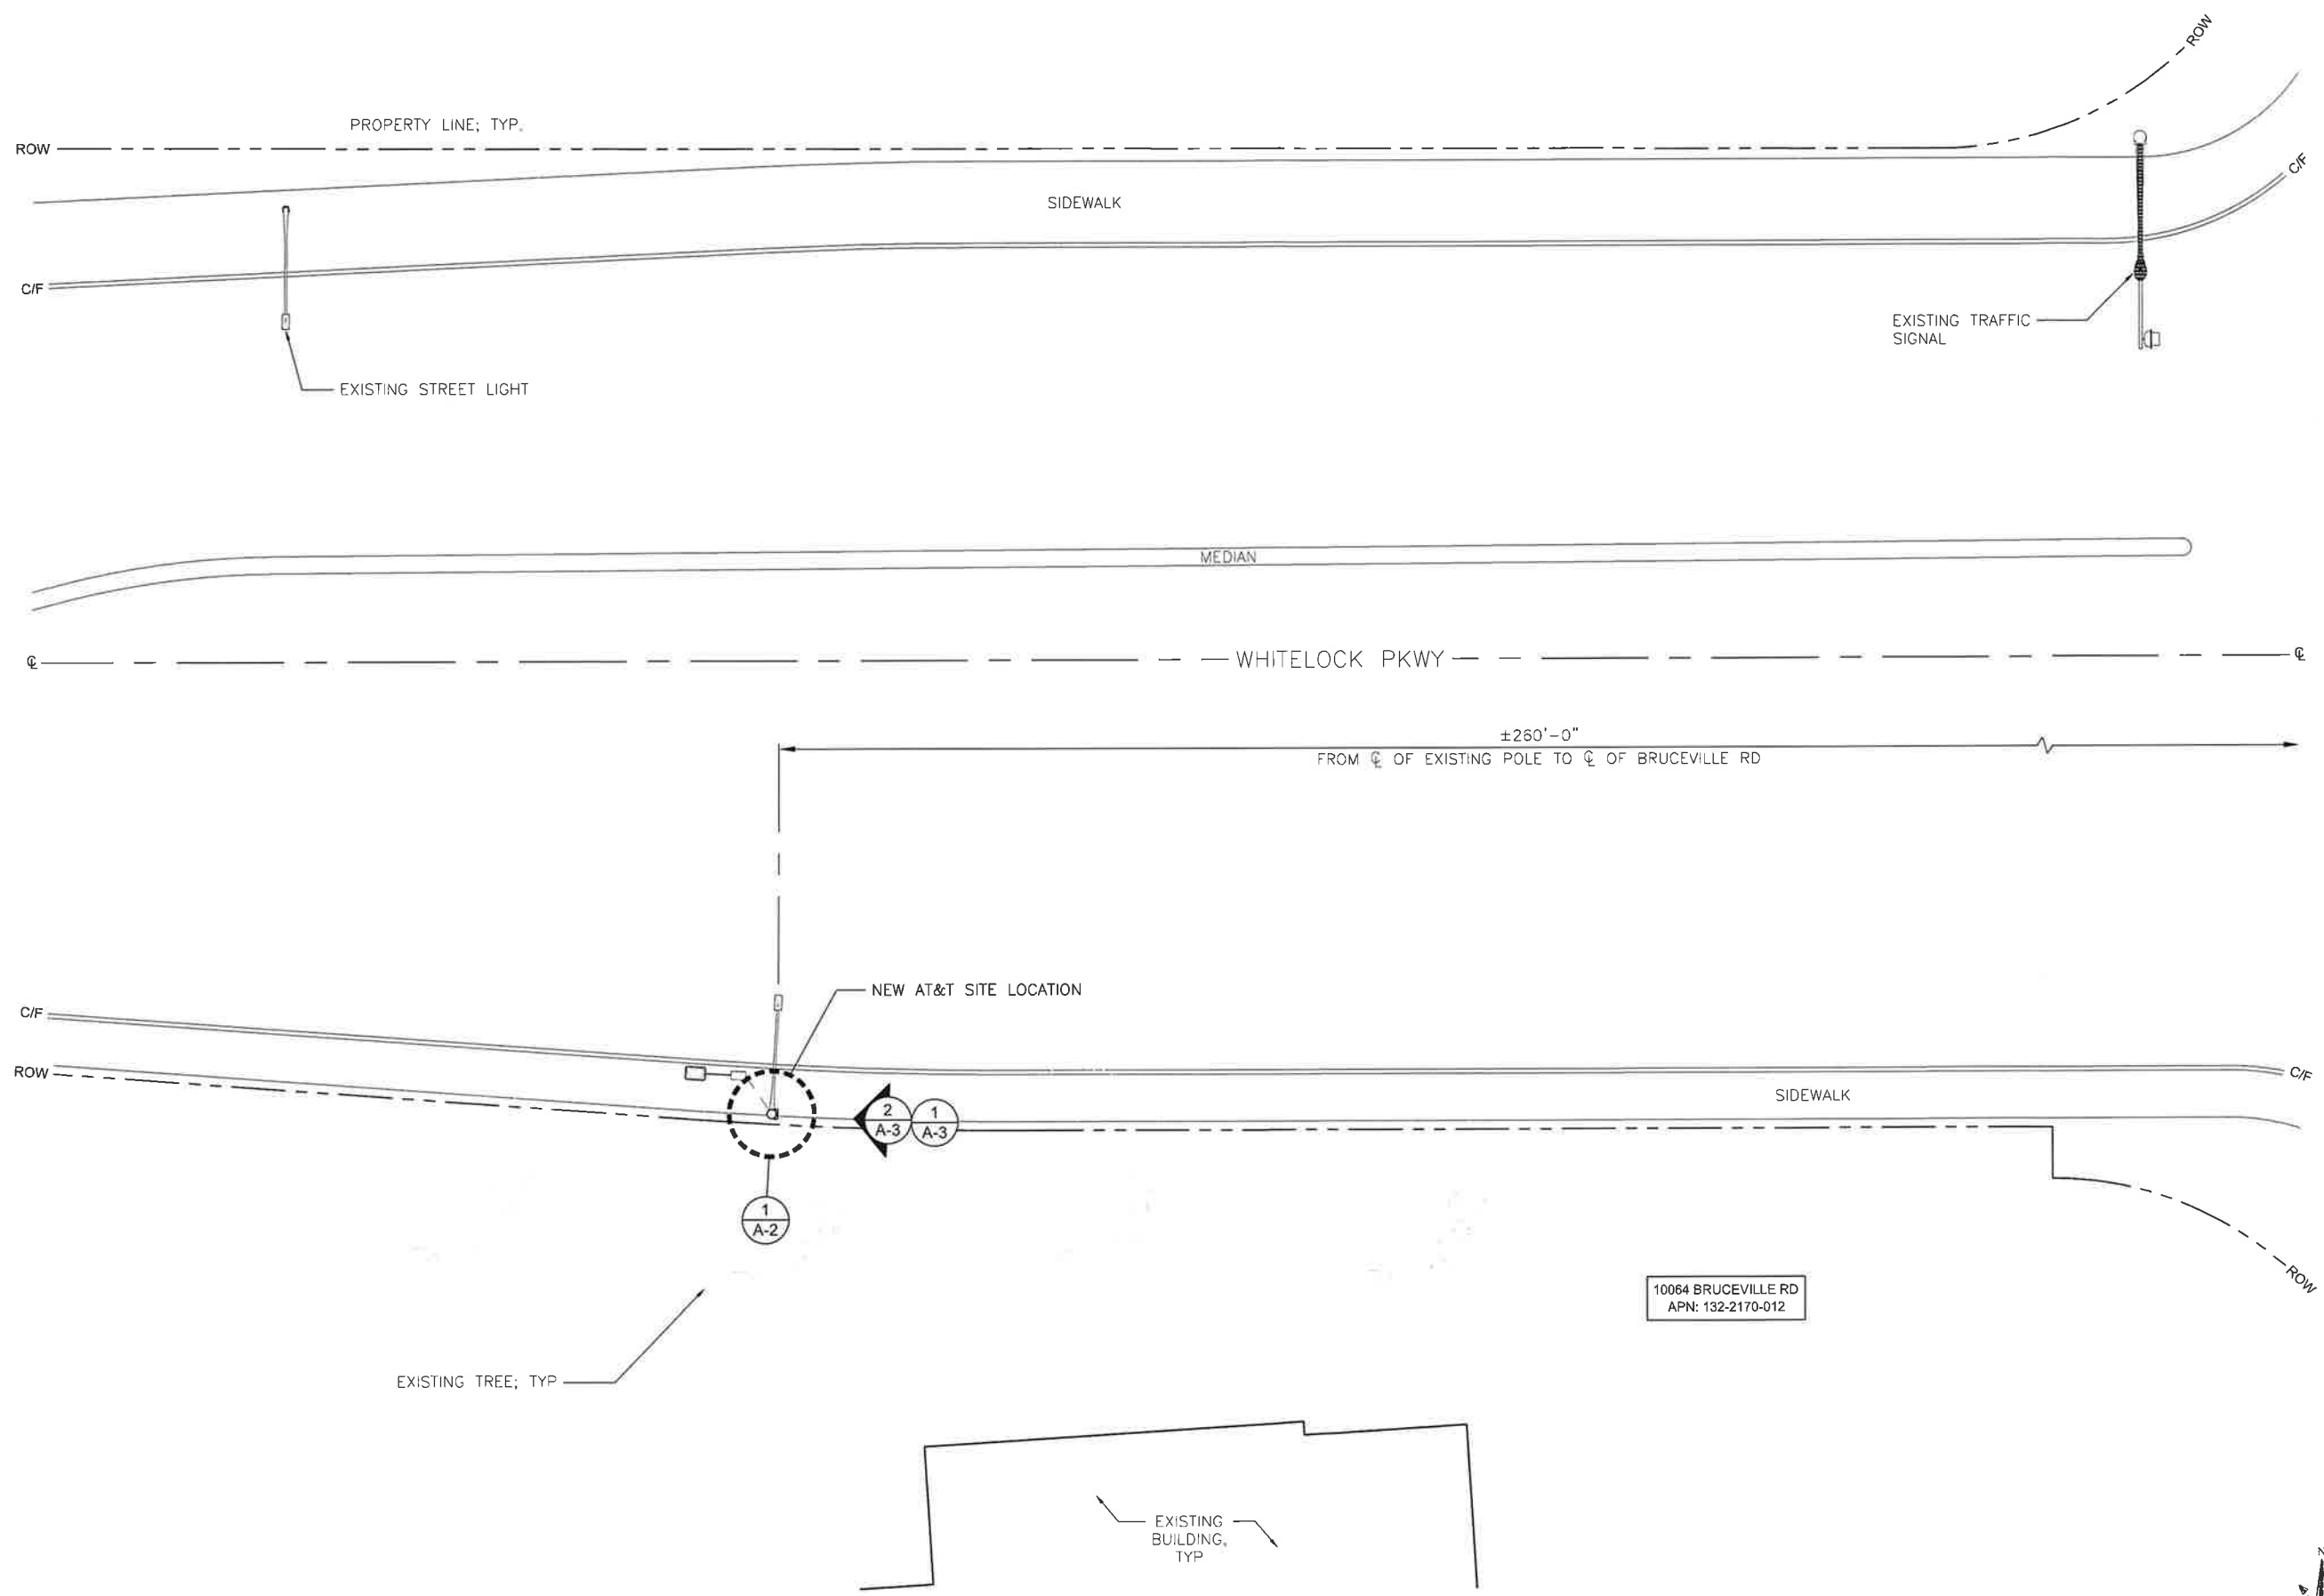 ROW
PROPERTY LINE; TYP.
ROW
SIDEWALK
C/F
C/F
EXISTING TRAFFIC
SIGNAL
EXISTING STREET LIGHT
MEDIAN
℄ WHITELOCK PKWY ℄
±260'-0"
FROM ℄ OF EXISTING POLE TO ℄ OF BRUCEVILLE RD
NEW AT&T SITE LOCATION
C/F
ROW
C/F
SIDEWALK
2
A-3
1
A-3
1
A-2
ROW
10064 BRUCEVILLE RD
APN: 132-2170-012
EXISTING TREE; TYP
EXISTING
BUILDING,
TYP
N